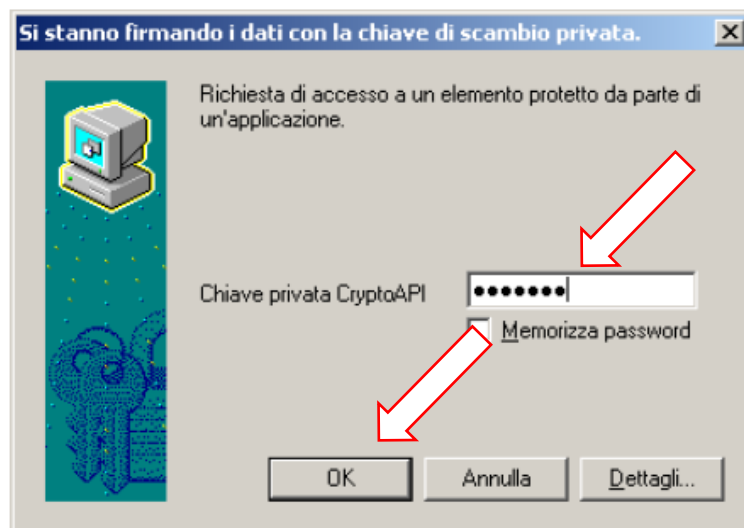 Si stanno firmando i dati con la chiave di scambio privata.
Richiesta di accesso a un elemento protetto da parte di
un'applicazione.
Chiave privata CryptoAPI
●●●●●●●
Memorizza password
OK
Annulla
Dettagli...